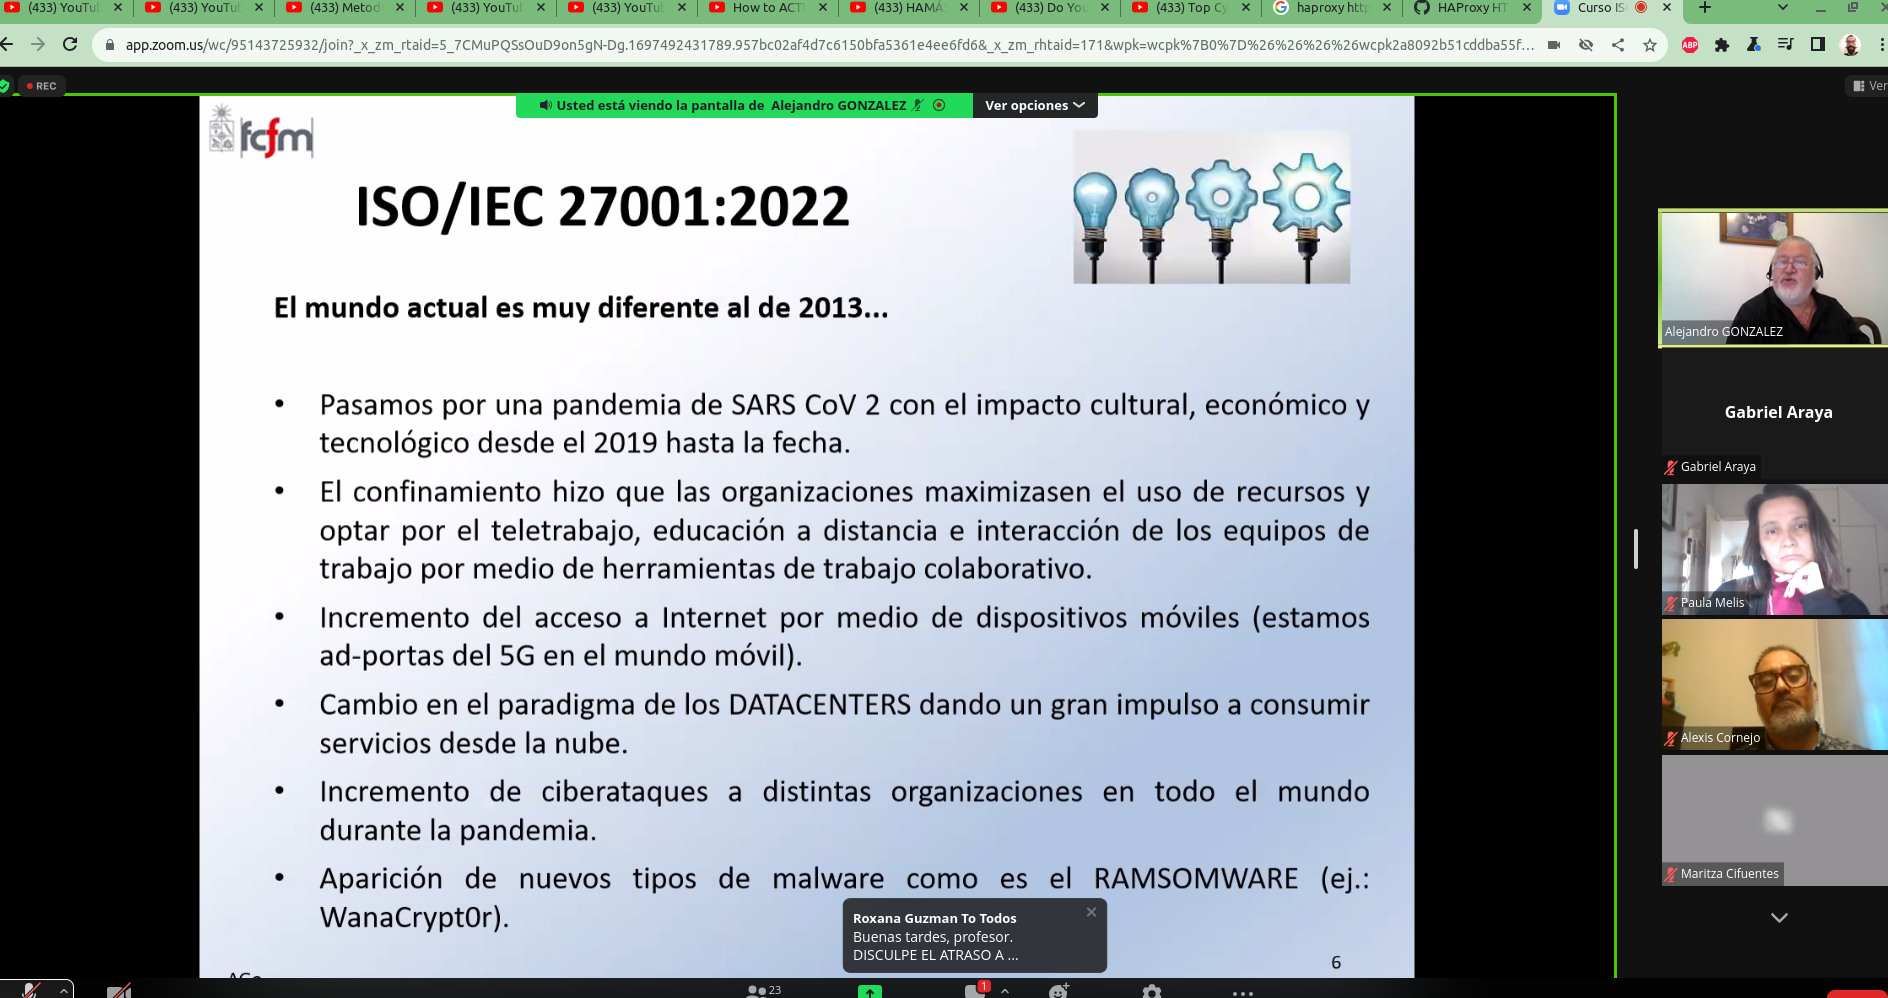 (433) YouTu
(433) YouTu
(433) Metod
(433) YouTu
(433) YouTu
How to ACT
(433) HAMÁ
(433) Do You
(433) Top Cy
haproxy http
HAProxy HT
Curso IS
app.zoom.us/wc/95143725932/join?_x_zm_rtaid=5_7CMuPQSsOuD9on5gN-Dg.1697492431789.957bc02af4d7c6150bfa5361e4ee6fd6&_x_zm_rhtaid=171&wpk=wcpk%7B0%7D%26%26%26%26wcpk2a8092b51cddba55f...
ABP
REC
Usted está viendo la pantalla de Alejandro GONZALEZ
Ver opciones
Ver
fcfm
ISO/IEC 27001:2022
El mundo actual es muy diferente al de 2013...
• Pasamos por una pandemia de SARS CoV 2 con el impacto cultural, económico y
tecnológico desde el 2019 hasta la fecha.
• El confinamiento hizo que las organizaciones maximizasen el uso de recursos y
optar por el teletrabajo, educación a distancia e interacción de los equipos de
trabajo por medio de herramientas de trabajo colaborativo.
• Incremento del acceso a Internet por medio de dispositivos móviles (estamos
ad-portas del 5G en el mundo móvil).
• Cambio en el paradigma de los DATACENTERS dando un gran impulso a consumir
servicios desde la nube.
• Incremento de ciberataques a distintas organizaciones en todo el mundo
durante la pandemia.
• Aparición de nuevos tipos de malware como es el RAMSOMWARE (ej.:
WanaCrypt0r).
6
Roxana Guzman To Todos
Buenas tardes, profesor.
DISCULPE EL ATRASO A ...
Alejandro GONZALEZ
Gabriel Araya
Gabriel Araya
Paula Melis
Alexis Cornejo
Maritza Cifuentes
23
1